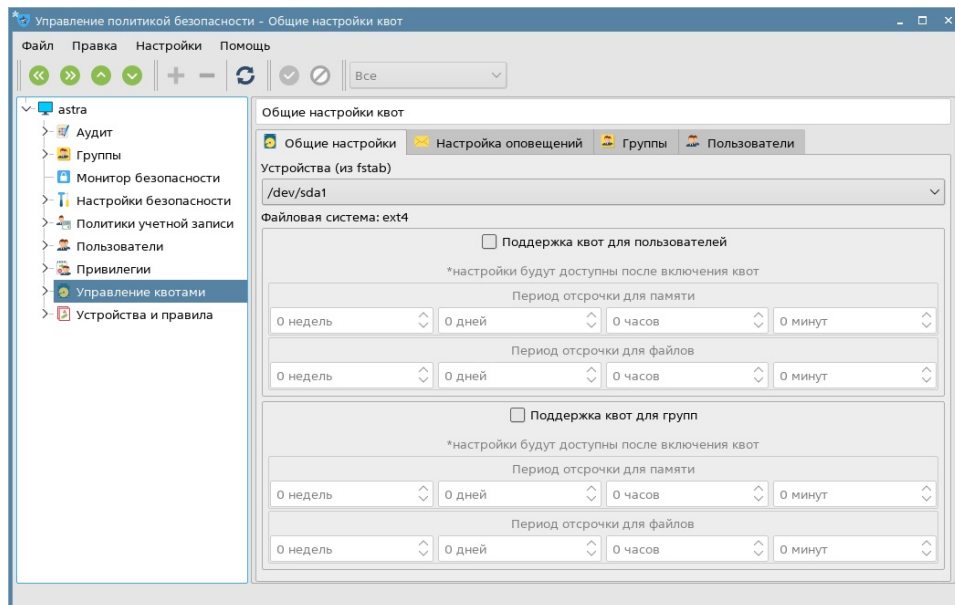 Управление политикой безопасности - Общие настройки квот
Файл Правка Настройки Помощь
Все
astra
Аудит
Группы
Монитор безопасности
Настройки безопасности
Политики учетной записи
Пользователи
Привилегии
Управление квотами
Устройства и правила
Общие настройки квот
Общие настройки Настройка оповещений Группы Пользователи
Устройства (из fstab)
/dev/sda1
Файловая система: ext4
Поддержка квот для пользователей
*настройки будут доступны после включения квот
Период отсрочки для памяти
0 недель 0 дней 0 часов 0 минут
Период отсрочки для файлов
0 недель 0 дней 0 часов 0 минут
Поддержка квот для групп
*настройки будут доступны после включения квот
Период отсрочки для памяти
0 недель 0 дней 0 часов 0 минут
Период отсрочки для файлов
0 недель 0 дней 0 часов 0 минут